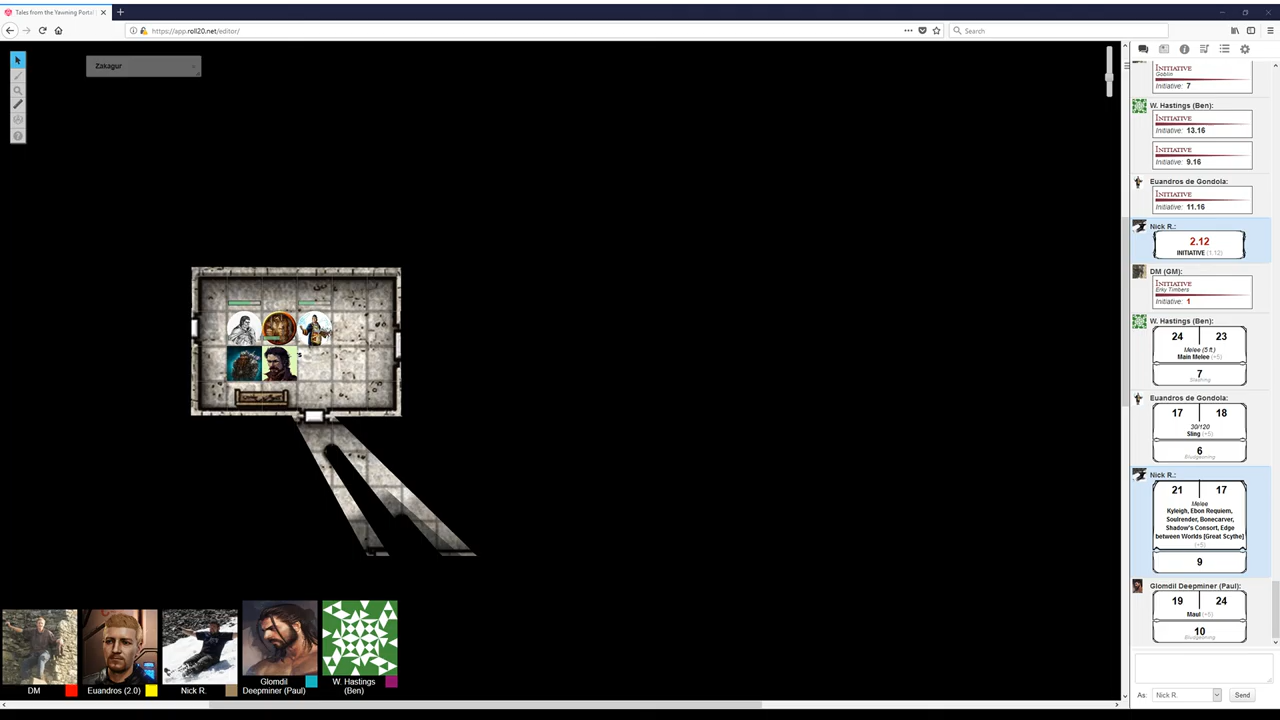 Tales from the Yawning Portal
https://app.roll20.net/editor/
Search
Zakagur
INITIATIVE
Goblin
Initiative: 7
W. Hastings (Ben):
INITIATIVE
Initiative: 13.16
INITIATIVE
Initiative: 9.16
Euandros de Gondola:
INITIATIVE
Initiative: 11.16
Nick R.:
2.12
INITIATIVE (1.12)
DM (GM):
INITIATIVE
Erky Timbers
Initiative: 1
W. Hastings (Ben):
24 23
Melee (5 ft)
Main Melee (+5)
7
Slashing
Euandros de Gondola:
17 18
30/120
Sling (+5)
6
Bludgeoning
Nick R.:
21 17
Melee
Kyleigh, Ebon Requiem,
Soulrender, Bonecarver,
Shadow's Consort, Edge
between Worlds [Great Scythe]
(+5)
9
Glomdil Deepminer (Paul):
19 24
Maul (+5)
10
Bludgeoning
As: Nick R. Send
DM
Euandros (2.0)
Nick R.
Glomdil
Deepminer (Paul)
W. Hastings
(Ben)